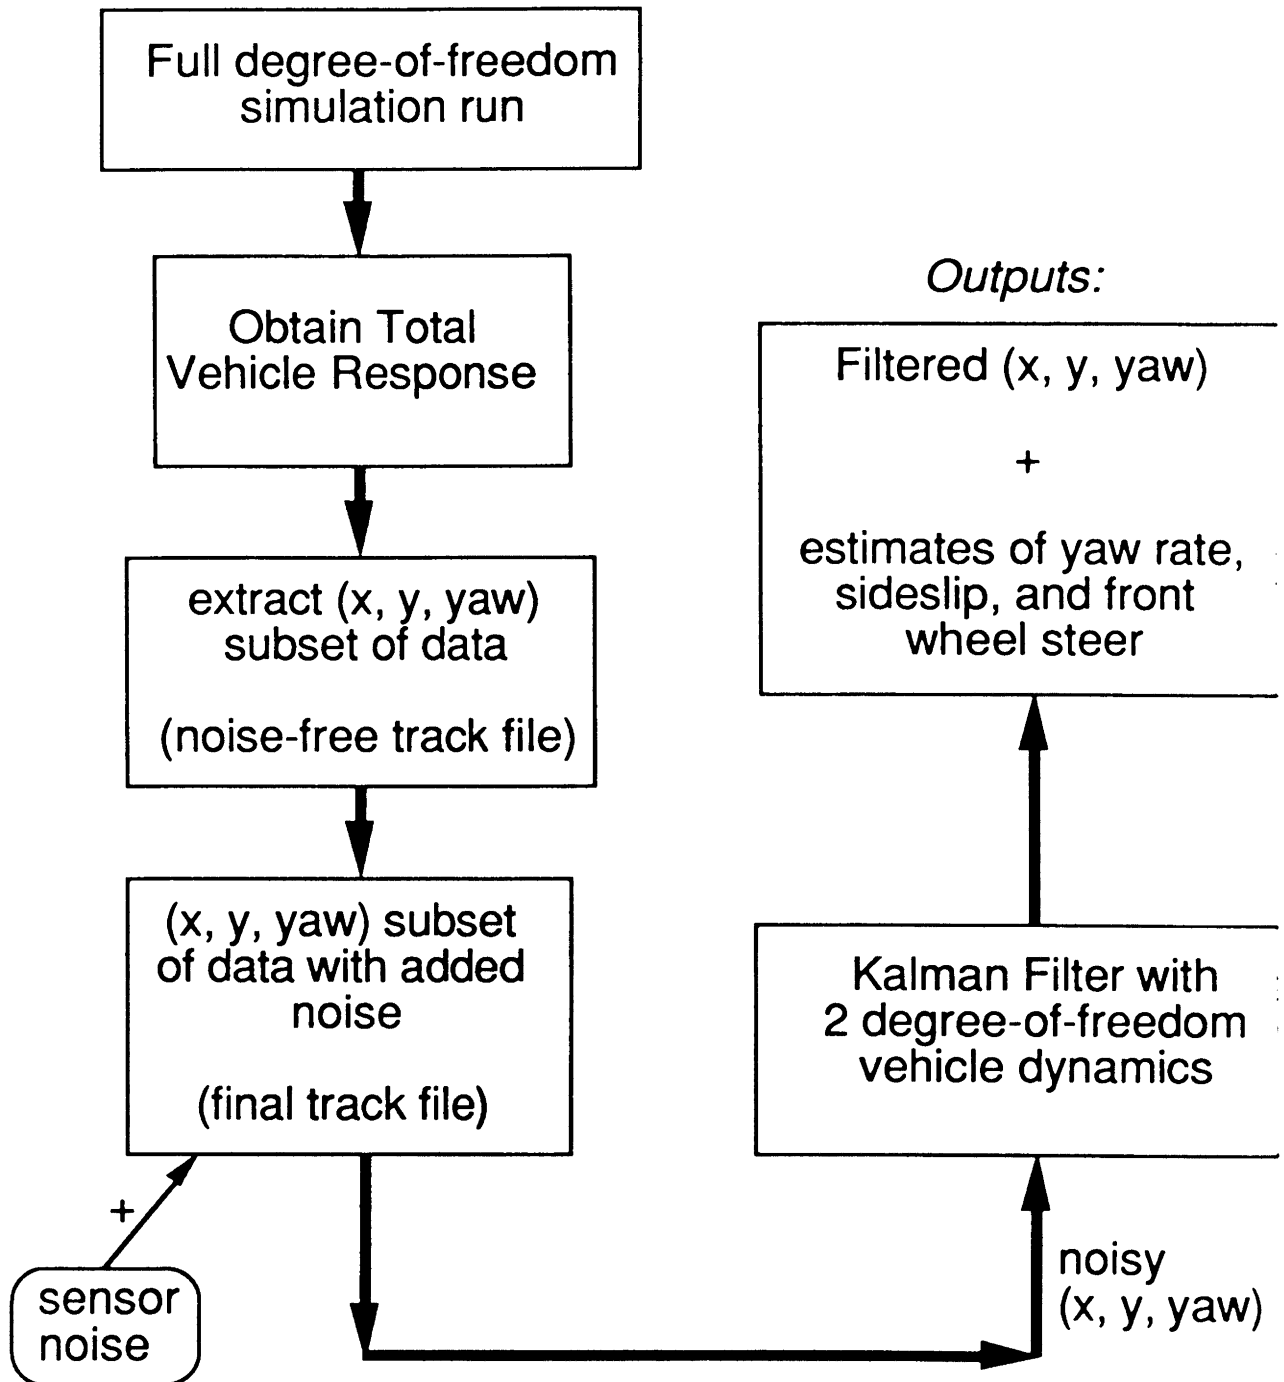 Full degree-of-freedom
simulation run
Obtain Total
Vehicle Response
extract (x, y, yaw)
subset of data
(noise-free track file)
(x, y, yaw) subset
of data with added
noise
(final track file)
+
sensor
noise
Outputs:
Filtered (x, y, yaw)
+
estimates of yaw rate,
sideslip, and front
wheel steer
Kalman Filter with
2 degree-of-freedom
vehicle dynamics
noisy
(x, y, yaw)